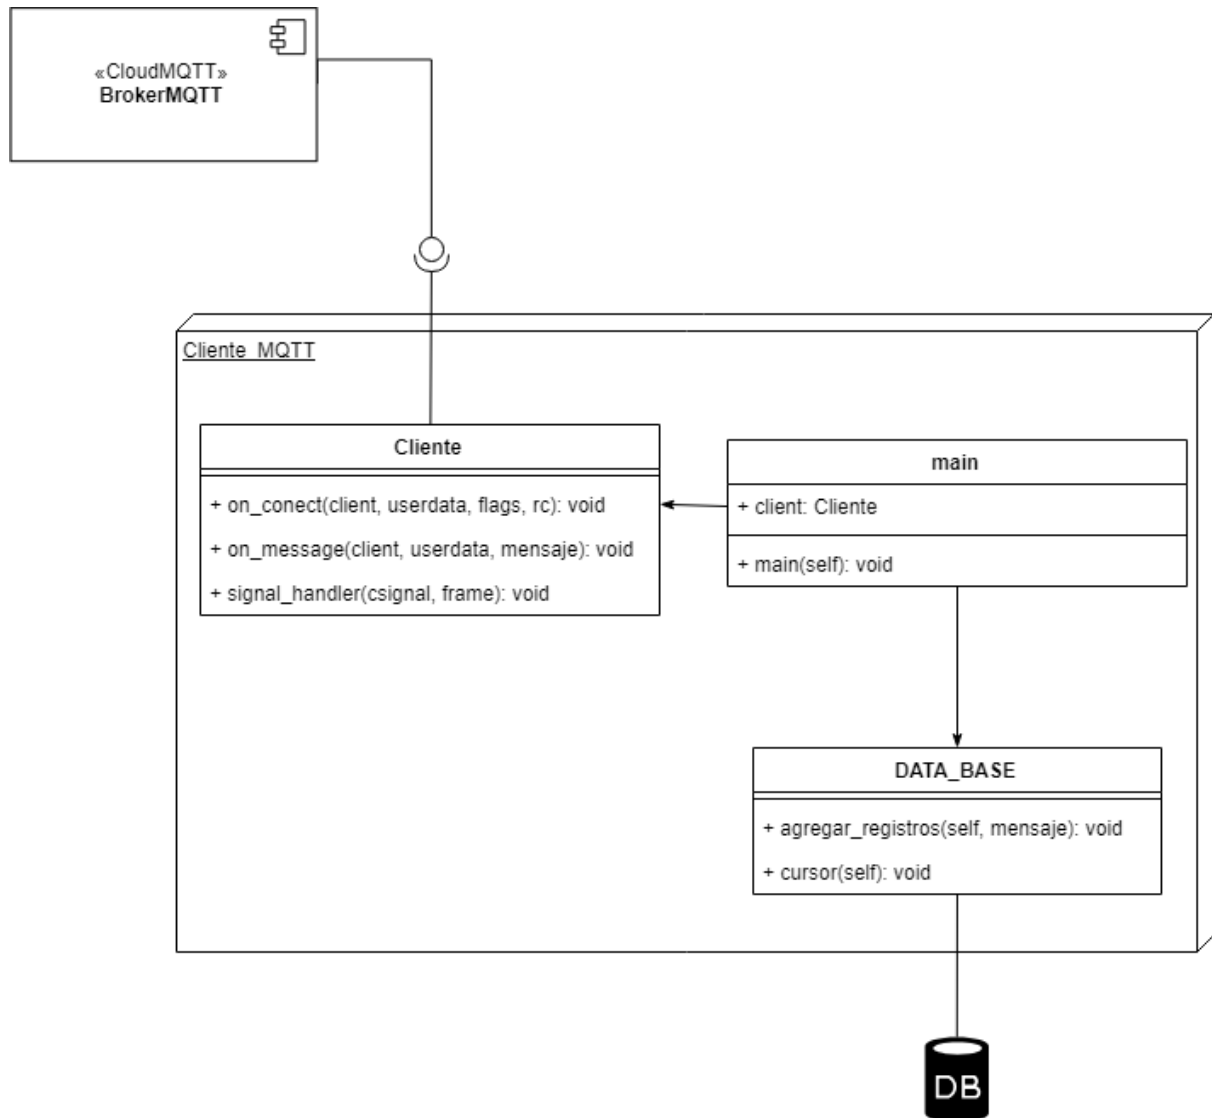 «CloudMQTT»
BrokerMQTT
Cliente_MQTT
Cliente
+ on_conect(client, userdata, flags, rc): void
+ on_message(client, userdata, mensaje): void
+ signal_handler(csignal, frame): void
main
+ client: Cliente
+ main(self): void
DATA_BASE
+ agregar_registros(self, mensaje): void
+ cursor(self): void
DB